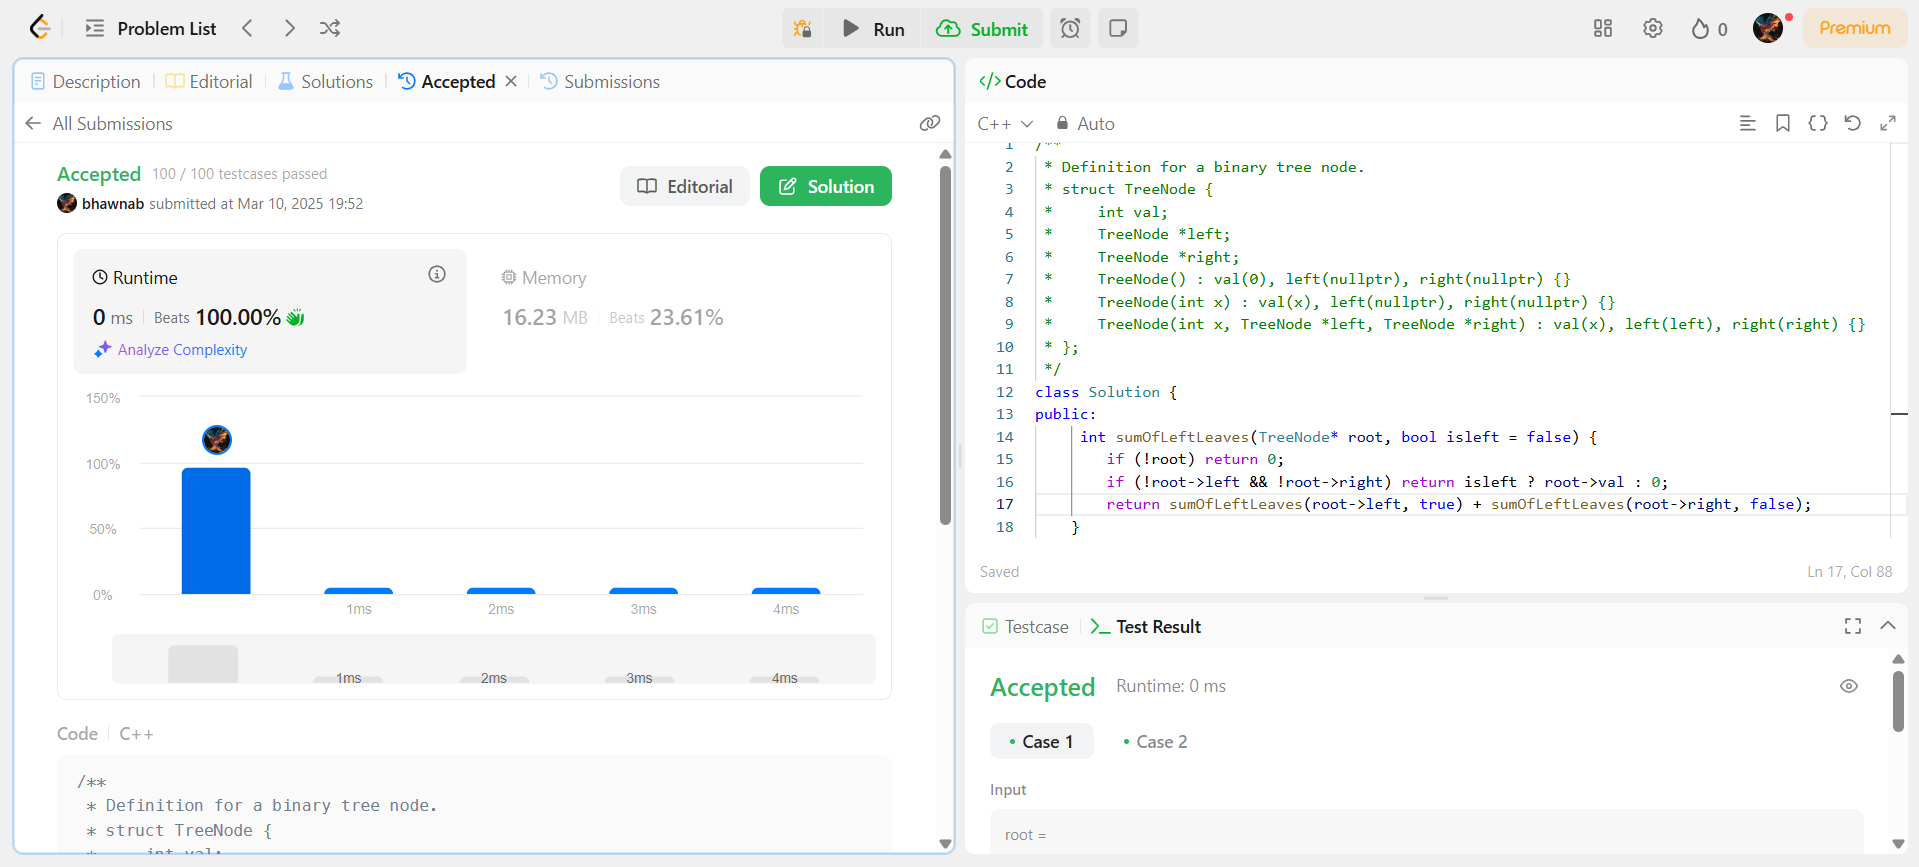 Problem List
Run
Submit
0
Premium
Description
Editorial
Solutions
Accepted
Submissions
All Submissions
Accepted 100 / 100 testcases passed
bhawnab submitted at Mar 10, 2025 19:52
Editorial
Solution
Runtime
0 ms Beats 100.00%
Analyze Complexity
Memory
16.23 MB Beats 23.61%
150%
100%
50%
0%
1ms 2ms 3ms 4ms
1ms 2ms 3ms 4ms
Code C++
/**
 * Definition for a binary tree node.
 * struct TreeNode {
 *     int val;
</> Code
C++ Auto
1 /**
2  * Definition for a binary tree node.
3  * struct TreeNode {
4  *     int val;
5  *     TreeNode *left;
6  *     TreeNode *right;
7  *     TreeNode() : val(0), left(nullptr), right(nullptr) {}
8  *     TreeNode(int x) : val(x), left(nullptr), right(nullptr) {}
9  *     TreeNode(int x, TreeNode *left, TreeNode *right) : val(x), left(left), right(right) {}
10  * };
11  */
12 class Solution {
13 public:
14     int sumOfLeftLeaves(TreeNode* root, bool isleft = false) {
15        if (!root) return 0;
16        if (!root->left && !root->right) return isleft ? root->val : 0;
17        return sumOfLeftLeaves(root->left, true) + sumOfLeftLeaves(root->right, false);
18    }
Saved
Ln 17, Col 88
Testcase
Test Result
Accepted Runtime: 0 ms
• Case 1
• Case 2
Input
root =